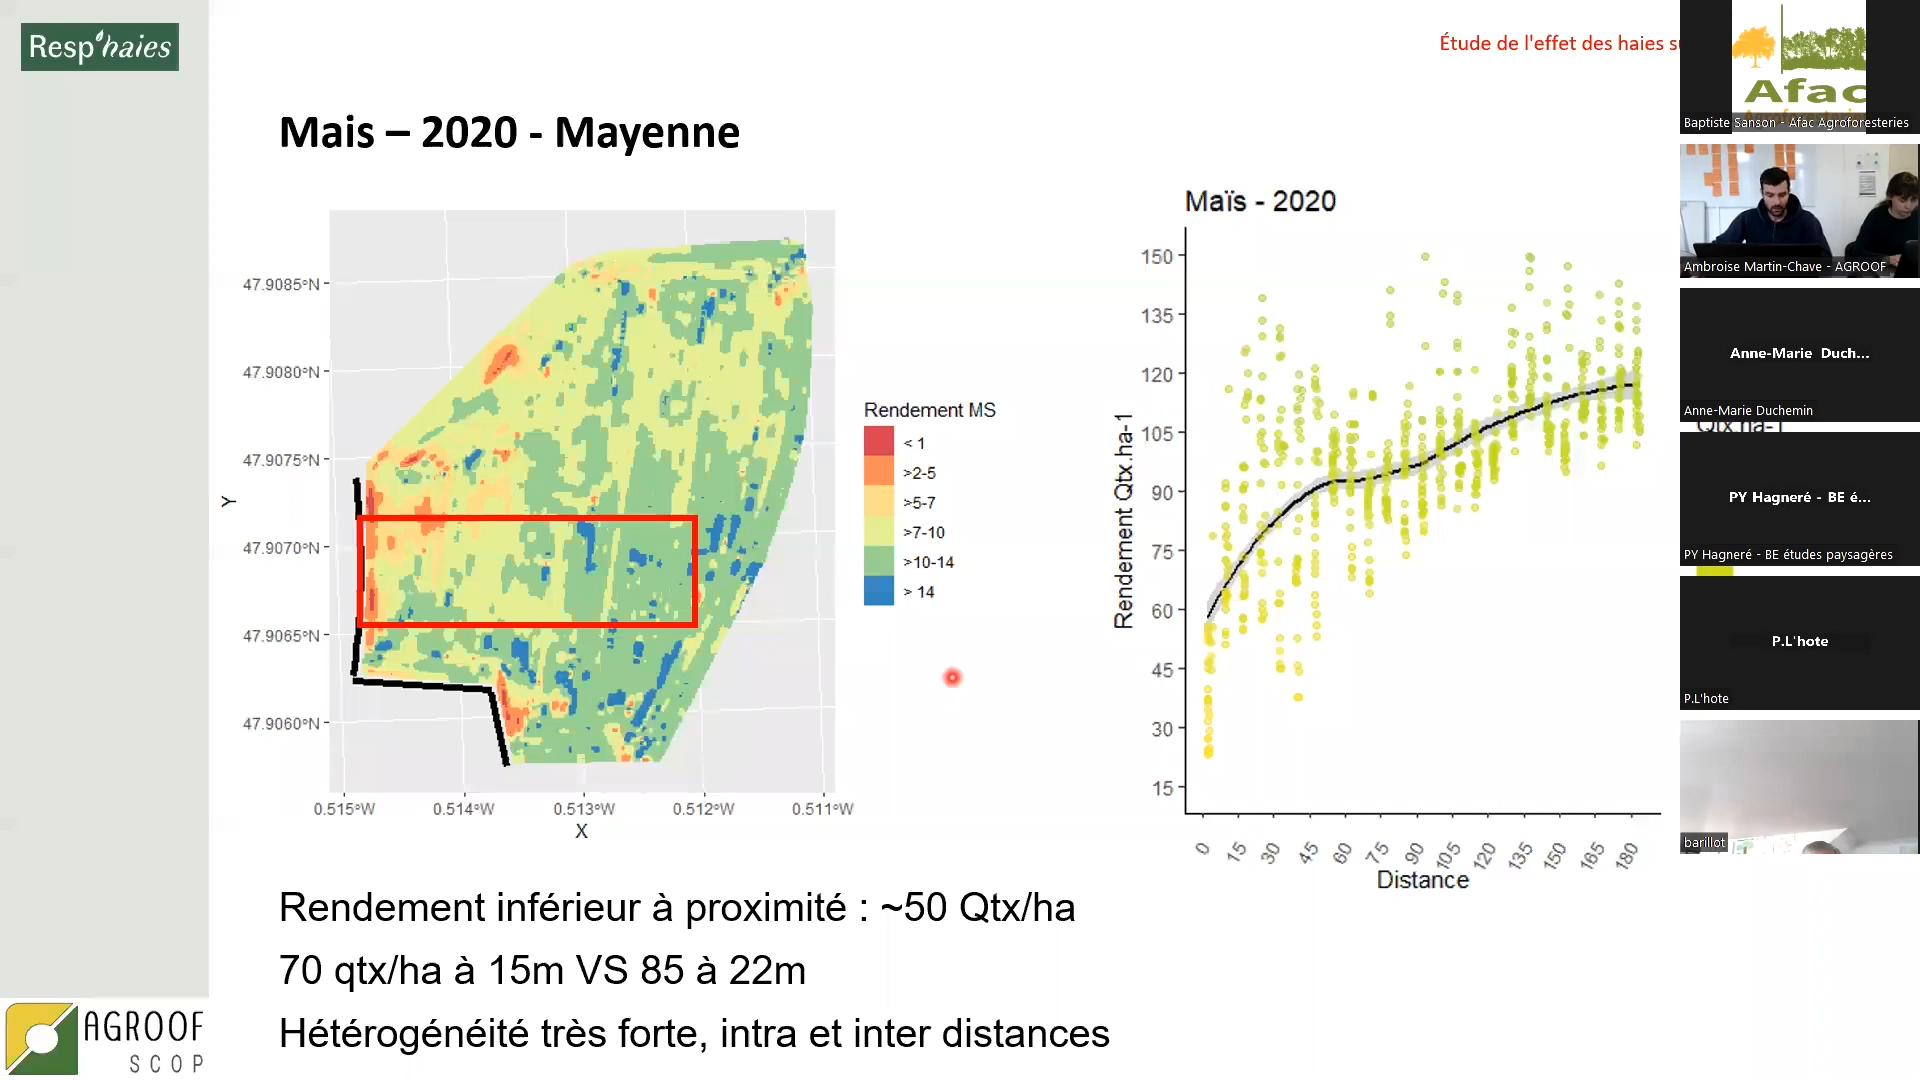 Resp'haies
Étude de l'effet des haies s
Mais – 2020 - Mayenne
47.9085°N
47.9080°N
47.9075°N
47.9070°N
47.9065°N
47.9060°N
Y
0.515°W
0.514°W
0.513°W
0.512°W
0.511°W
X
Rendement MS
< 1
>2-5
>5-7
>7-10
>10-14
> 14
Maïs - 2020
Rendement Qtx.ha-1
150
135
120
105
90
75
60
45
30
15
0
15
30
45
60
75
90
105
120
135
150
165
180
Distance
Rendement inférieur à proximité : ~50 Qtx/ha
70 qtx/ha à 15m VS 85 à 22m
Hétérogénéité très forte, intra et inter distances
AGROOF
SCOP
Afac
Baptiste Sanson - Afac Agroforesteries
Ambroise Martin-Chave - AGROOF
Anne-Marie Duch...
Anne-Marie Duchemin
Qtx ha-1
PY Hagneré - BE é...
PY Hagneré - BE études paysagères
P.L'hote
P.L'hote
barillot